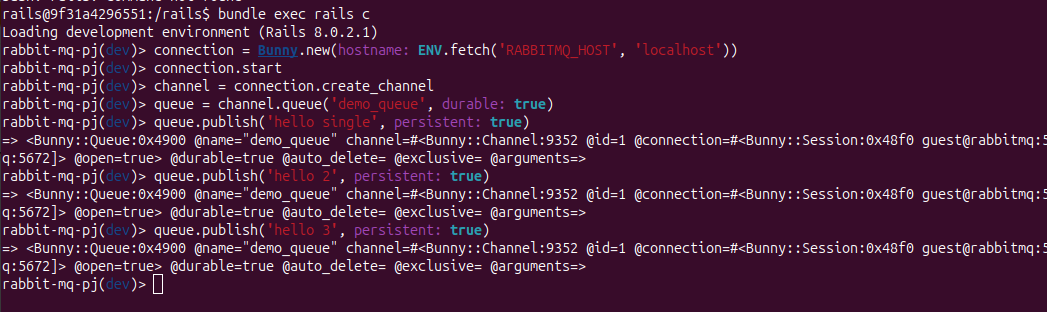 rails@9f31a4296551:/rails$ bundle exec rails c
Loading development environment (Rails 8.0.2.1)
rabbit-mq-pj(dev)> connection = Bunny.new(hostname: ENV.fetch('RABBITMQ_HOST', 'localhost'))
rabbit-mq-pj(dev)> connection.start
rabbit-mq-pj(dev)> channel = connection.create_channel
rabbit-mq-pj(dev)> queue = channel.queue('demo_queue', durable: true)
rabbit-mq-pj(dev)> queue.publish('hello single', persistent: true)
=> <Bunny::Queue:0x4900 @name="demo_queue" channel=#<Bunny::Channel:9352 @id=1 @connection=#<Bunny::Session:0x48f0 guest@rabbitmq:5
q:5672]> @open=true> @durable=true @auto_delete= @exclusive= @arguments=>
rabbit-mq-pj(dev)> queue.publish('hello 2', persistent: true)
=> <Bunny::Queue:0x4900 @name="demo_queue" channel=#<Bunny::Channel:9352 @id=1 @connection=#<Bunny::Session:0x48f0 guest@rabbitmq:5
q:5672]> @open=true> @durable=true @auto_delete= @exclusive= @arguments=>
rabbit-mq-pj(dev)> queue.publish('hello 3', persistent: true)
=> <Bunny::Queue:0x4900 @name="demo_queue" channel=#<Bunny::Channel:9352 @id=1 @connection=#<Bunny::Session:0x48f0 guest@rabbitmq:5
q:5672]> @open=true> @durable=true @auto_delete= @exclusive= @arguments=>
rabbit-mq-pj(dev)>